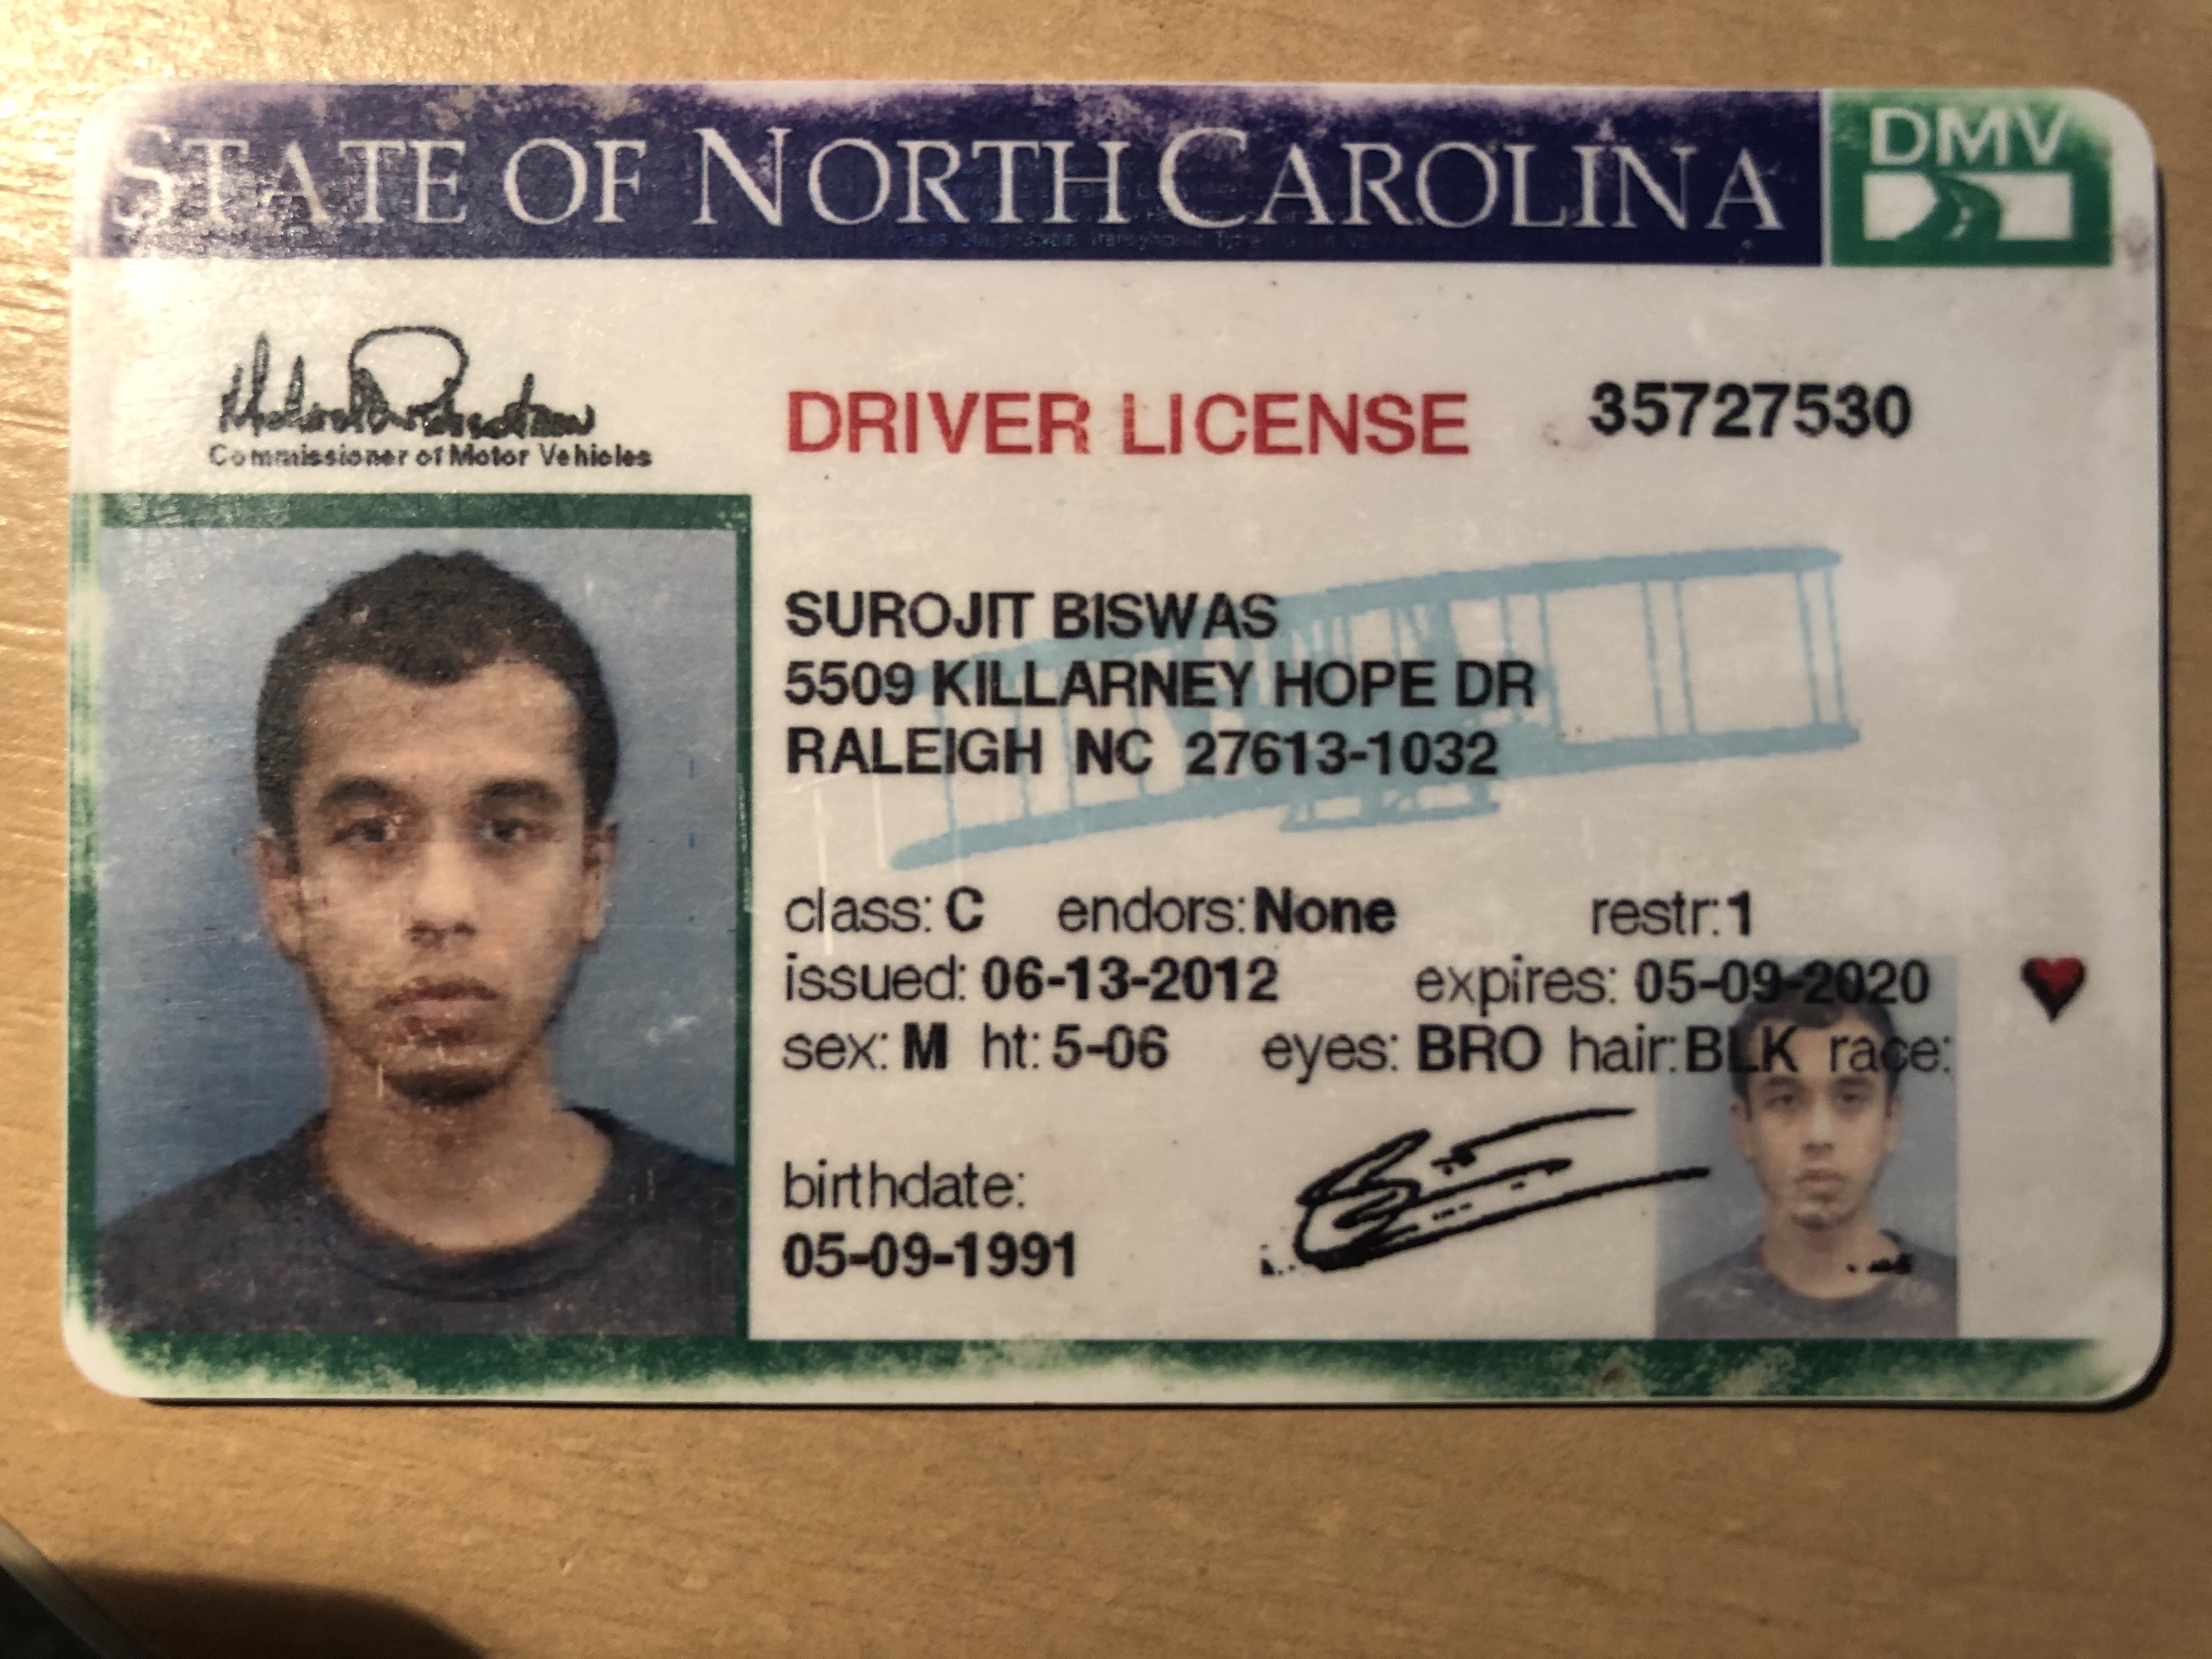 STATE OF NORTH CAROLINA
DMV
Commissioner of Motor Vehicles
DRIVER LICENSE 35727530
SUROJIT BISWAS
5509 KILLARNEY HOPE DR
RALEIGH NC 27613-1032
class: C endors: None restr: 1
issued: 06-13-2012 expires: 05-09-2020
sex: M ht: 5-06 eyes: BRO hair: BLK race:
birthdate:
05-09-1991